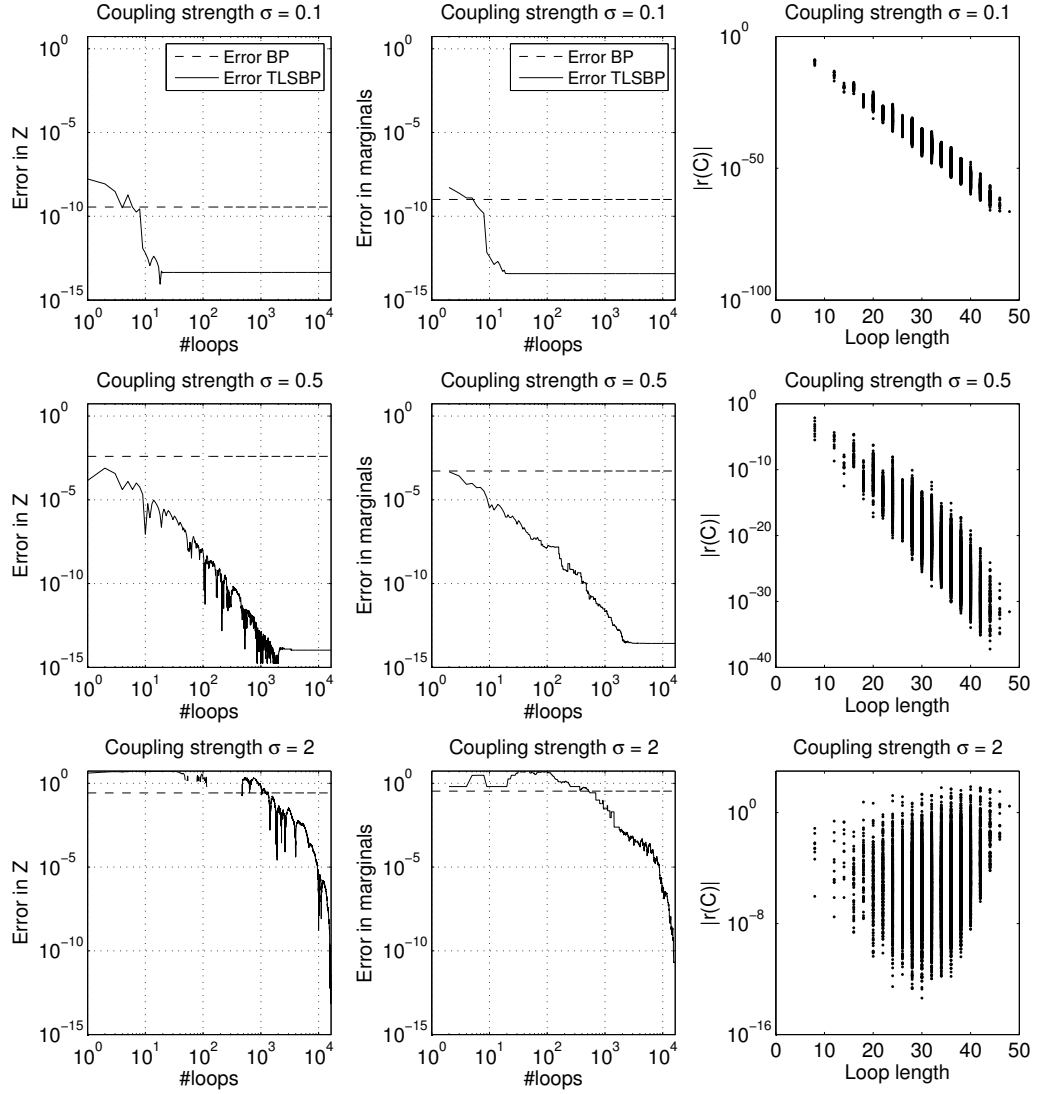 Coupling strength σ = 0.1
Error in Z
10^0
10^−5
10^−10
10^−15
Error BP
Error TLSBP
10^0 10^1 10^2 10^3 10^4
#loops
Coupling strength σ = 0.1
Error in marginals
10^0
10^−5
10^−10
10^−15
Error BP
Error TLSBP
10^0 10^1 10^2 10^3 10^4
#loops
Coupling strength σ = 0.1
|r(C)|
10^0
10^−50
10^−100
0 10 20 30 40 50
Loop length
Coupling strength σ = 0.5
Error in Z
10^0
10^−5
10^−10
10^−15
10^0 10^1 10^2 10^3 10^4
#loops
Coupling strength σ = 0.5
Error in marginals
10^0
10^−5
10^−10
10^−15
10^0 10^1 10^2 10^3 10^4
#loops
Coupling strength σ = 0.5
|r(C)|
10^0
10^−10
10^−20
10^−30
10^−40
0 10 20 30 40 50
Loop length
Coupling strength σ = 2
Error in Z
10^0
10^−5
10^−10
10^−15
10^0 10^1 10^2 10^3 10^4
#loops
Coupling strength σ = 2
Error in marginals
10^0
10^−5
10^−10
10^−15
10^0 10^1 10^2 10^3 10^4
#loops
Coupling strength σ = 2
|r(C)|
10^0
10^−8
10^−16
0 10 20 30 40 50
Loop length